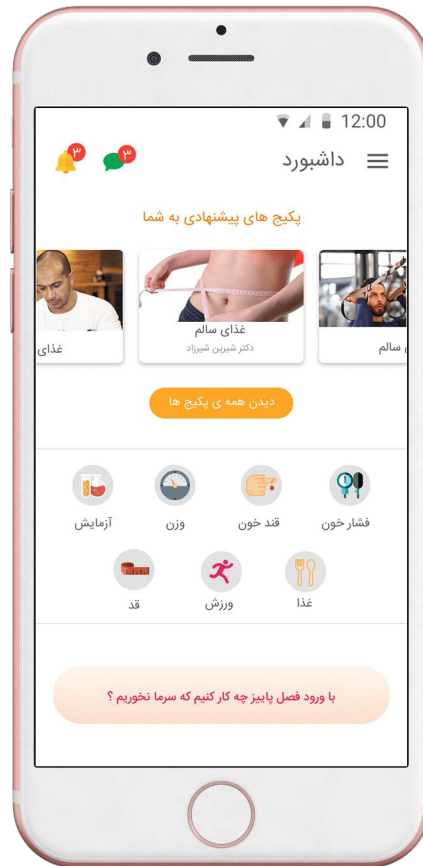 12:00
داشبورد
۳
۳
پکیج های پیشنهادی به شما
ی سالم
غذای سالم
دکتر شیرین شیرزاد
غذای
دیدن همه ی پکیج ها
فشار خون
قند خون
وزن
آزمایش
غذا
ورزش
قد
با ورود فصل پاییز چه کار کنیم که سرما نخوریم ؟